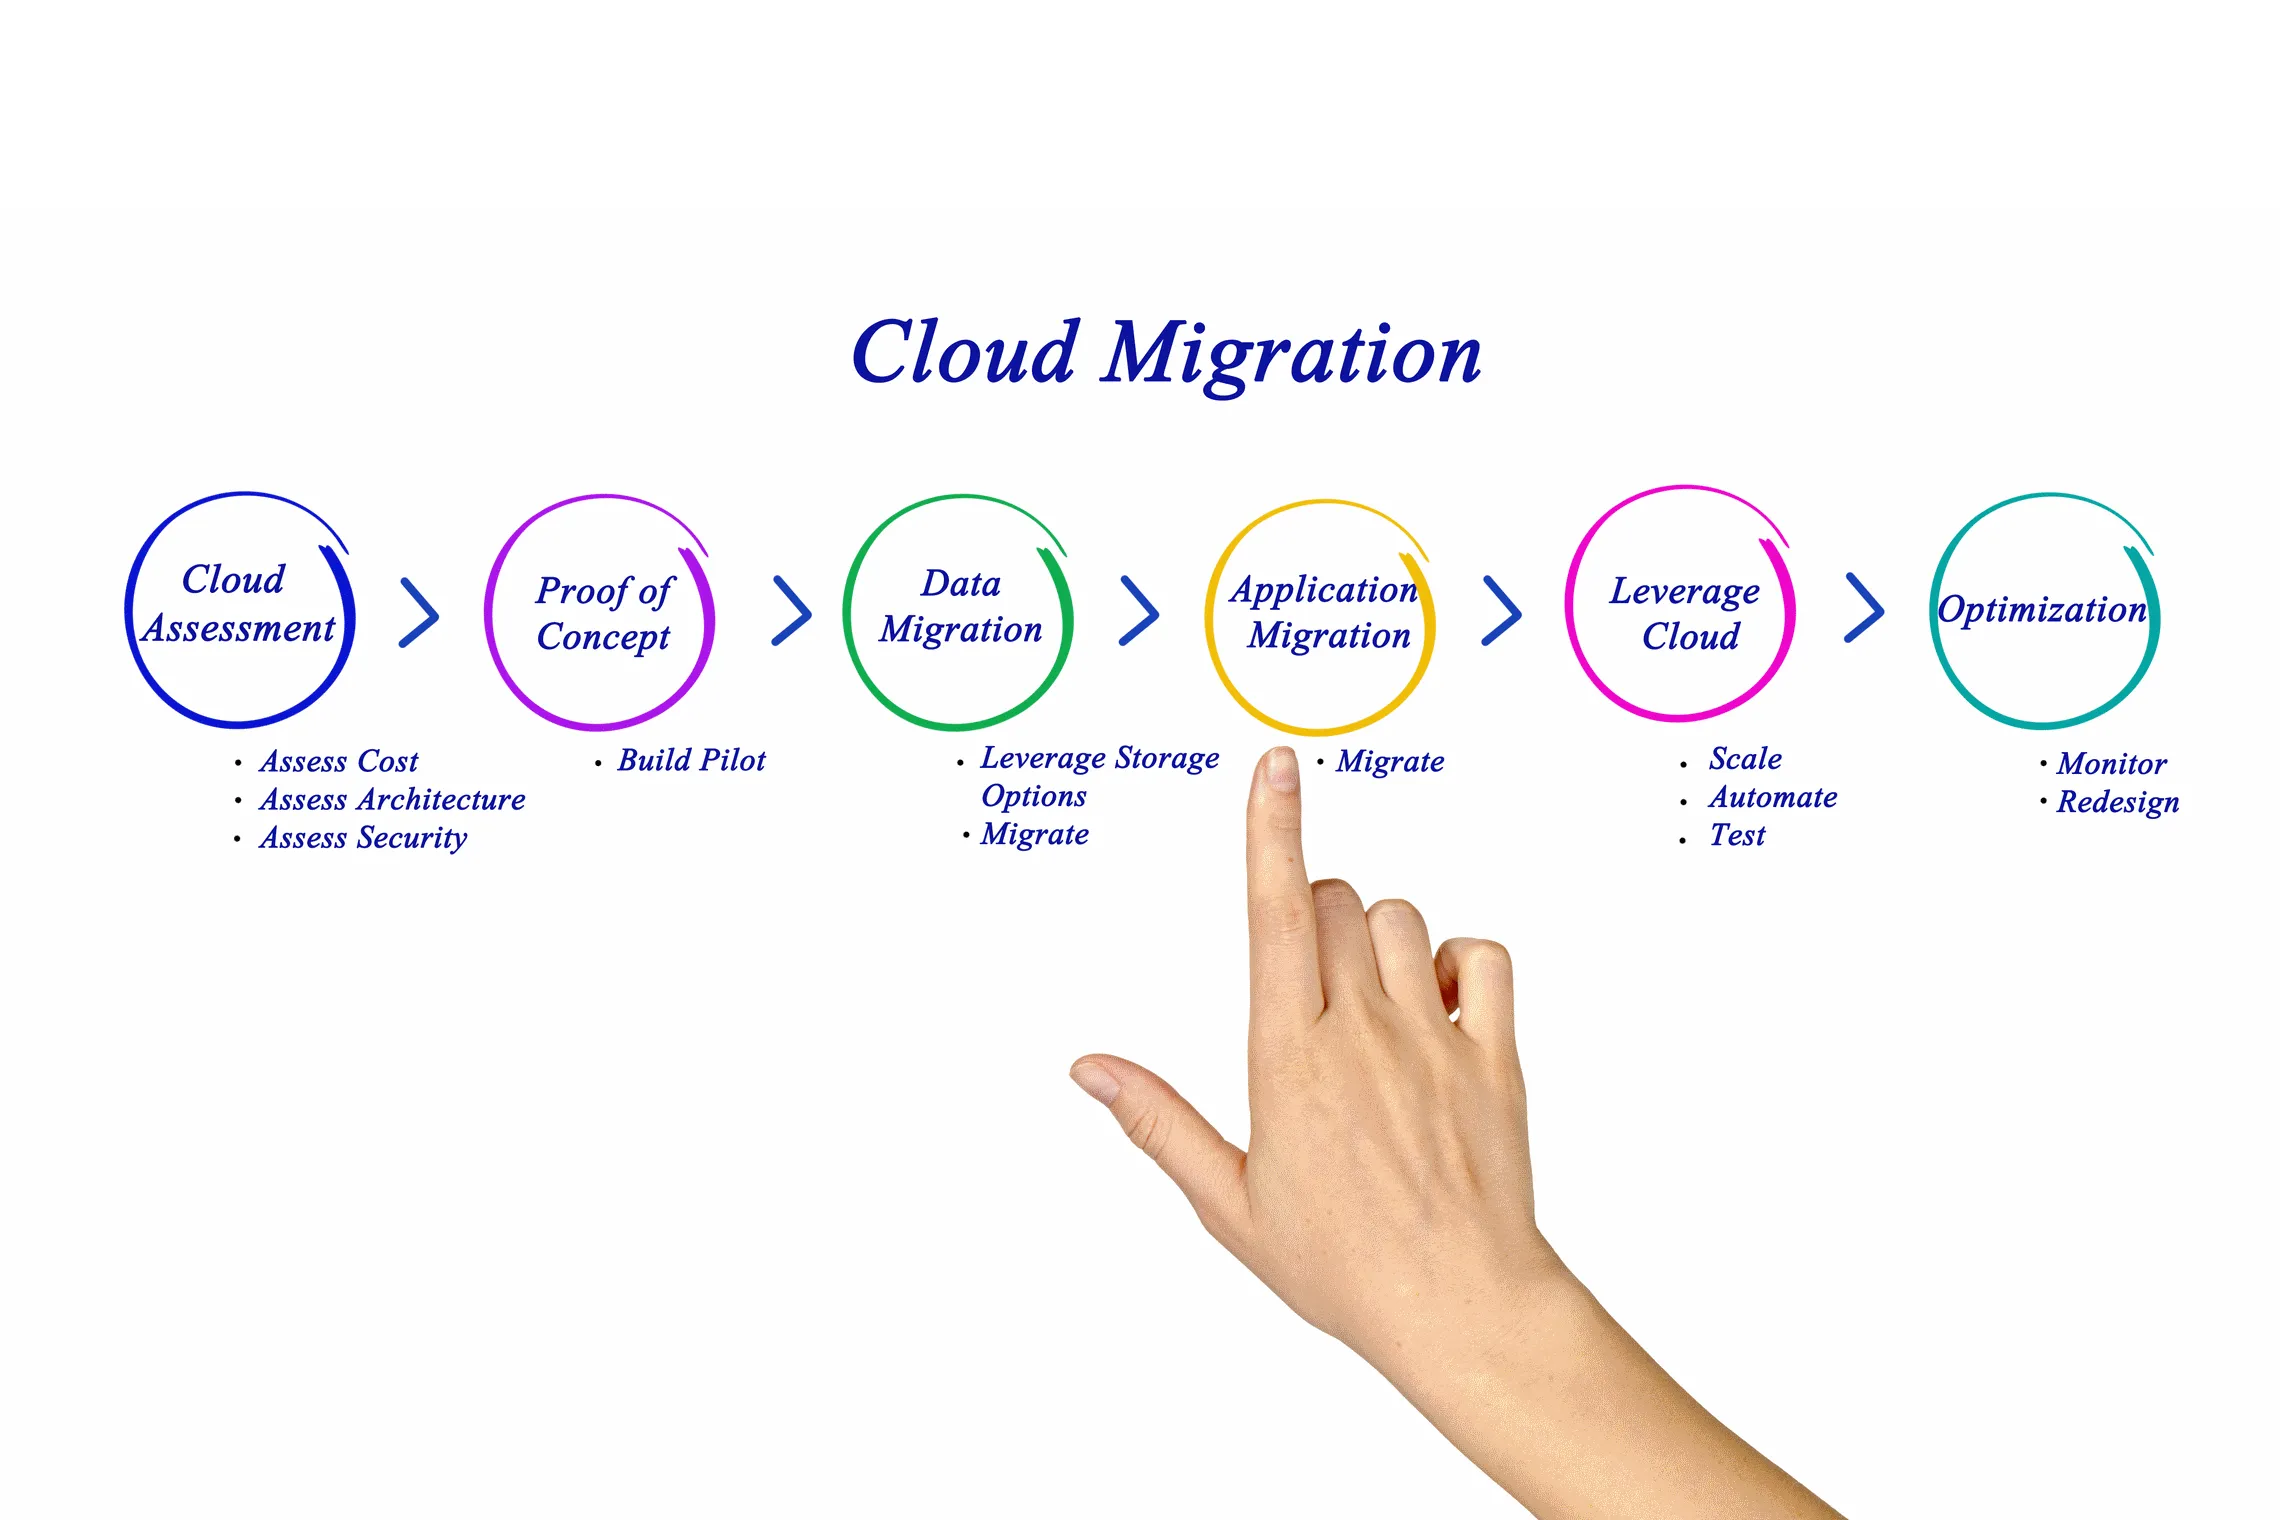 Cloud Migration
Cloud
Assessment
• Assess Cost
• Assess Architecture
• Assess Security
Proof of
Concept
• Build Pilot
Data
Migration
• Leverage Storage
Options
• Migrate
Application
Migration
• Migrate
Leverage
Cloud
• Scale
• Automate
• Test
Optimization
• Monitor
• Redesign